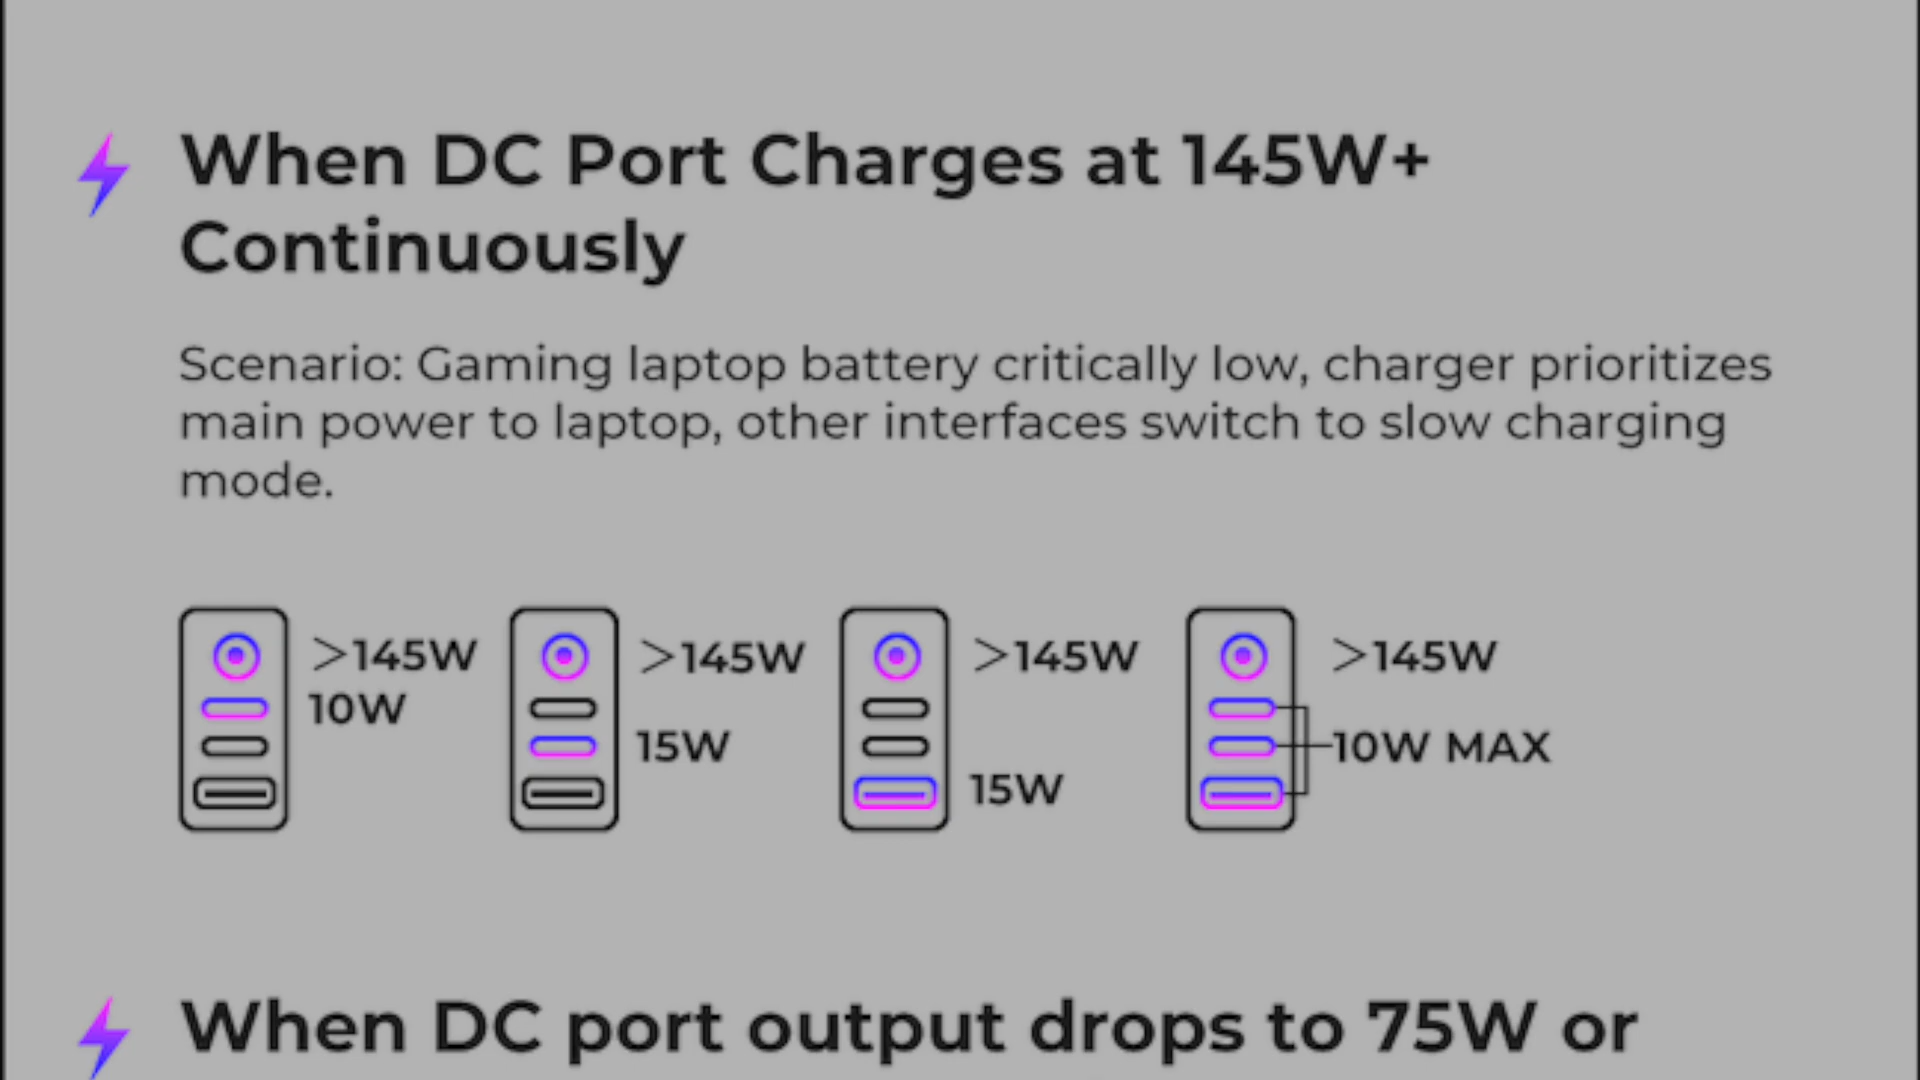 When DC Port Charges at 145W+
Continuously
Scenario: Gaming laptop battery critically low, charger prioritizes
main power to laptop, other interfaces switch to slow charging
mode.
>145W
10W
>145W
15W
>145W
15W
>145W
10W MAX
When DC port output drops to 75W or